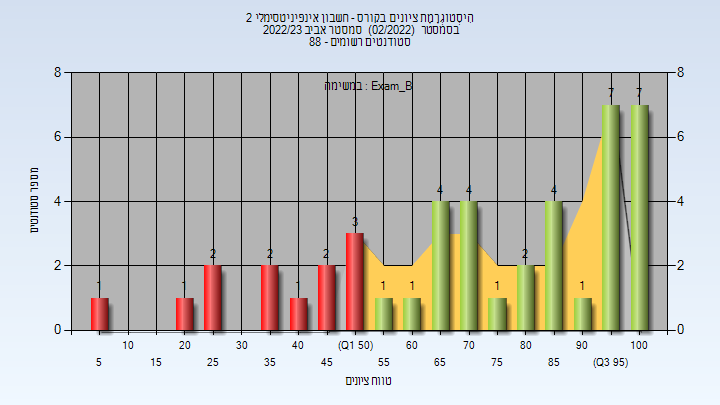 היסטוגרמת ציונים בקורס - חשבון אינפיניטסימלי 2
בסמסטר (02/2022) סמסטר אביב 2022/23
סטודנטים רשומים - 88
במשימה : Exam_B
מספר סטודנטים
8 8
6 6
4 4
2 2
0 0
1 1 2 2 1 2 3 1 1 4 4 1 2 4 1 7 7
10 20 30 40 (Q1 50) 60 70 80 90 100
5 15 25 35 45 55 65 75 85 (Q3 95)
טווח ציונים